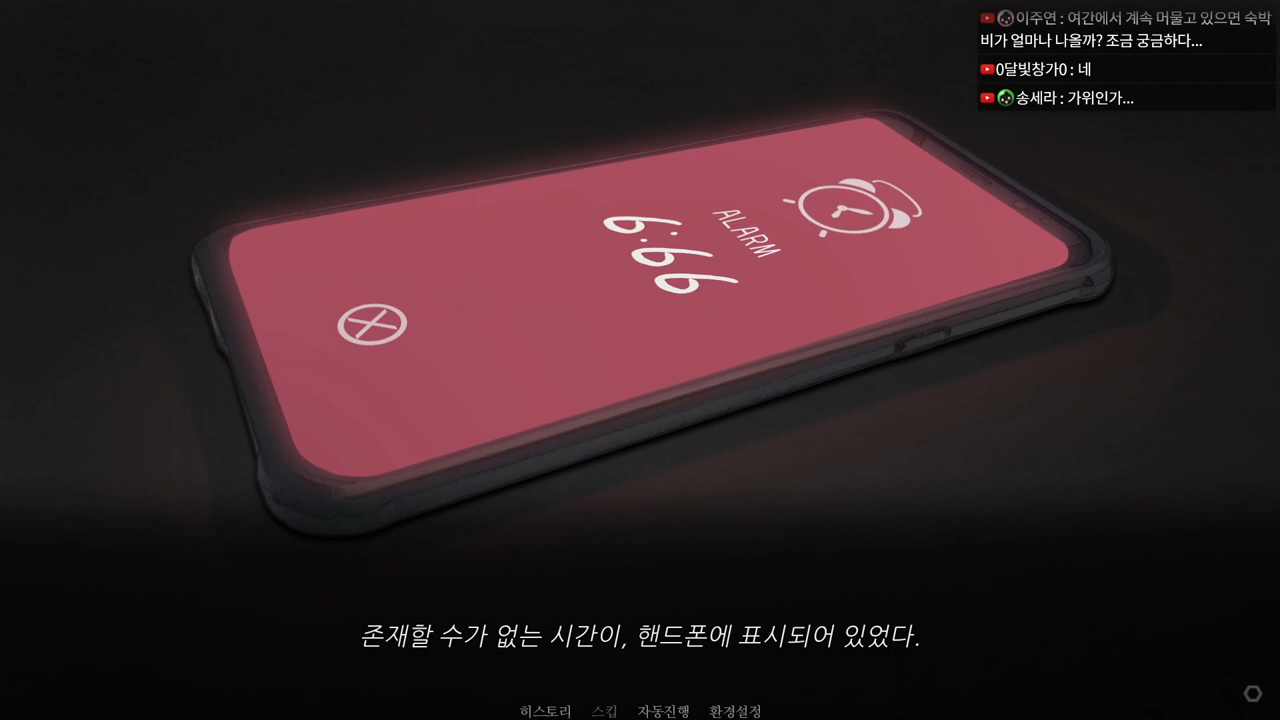 이주연 : 여간에서 계속 머물고 있으면 숙박
비가 얼마나 나올까? 조금 궁금하다...
0달빛창가0 : 네
송세라 : 가위인가...
ALARM
6:66
존재할 수가 없는 시간이, 핸드폰에 표시되어 있었다.
히스토리 스킵 자동진행 환경설정